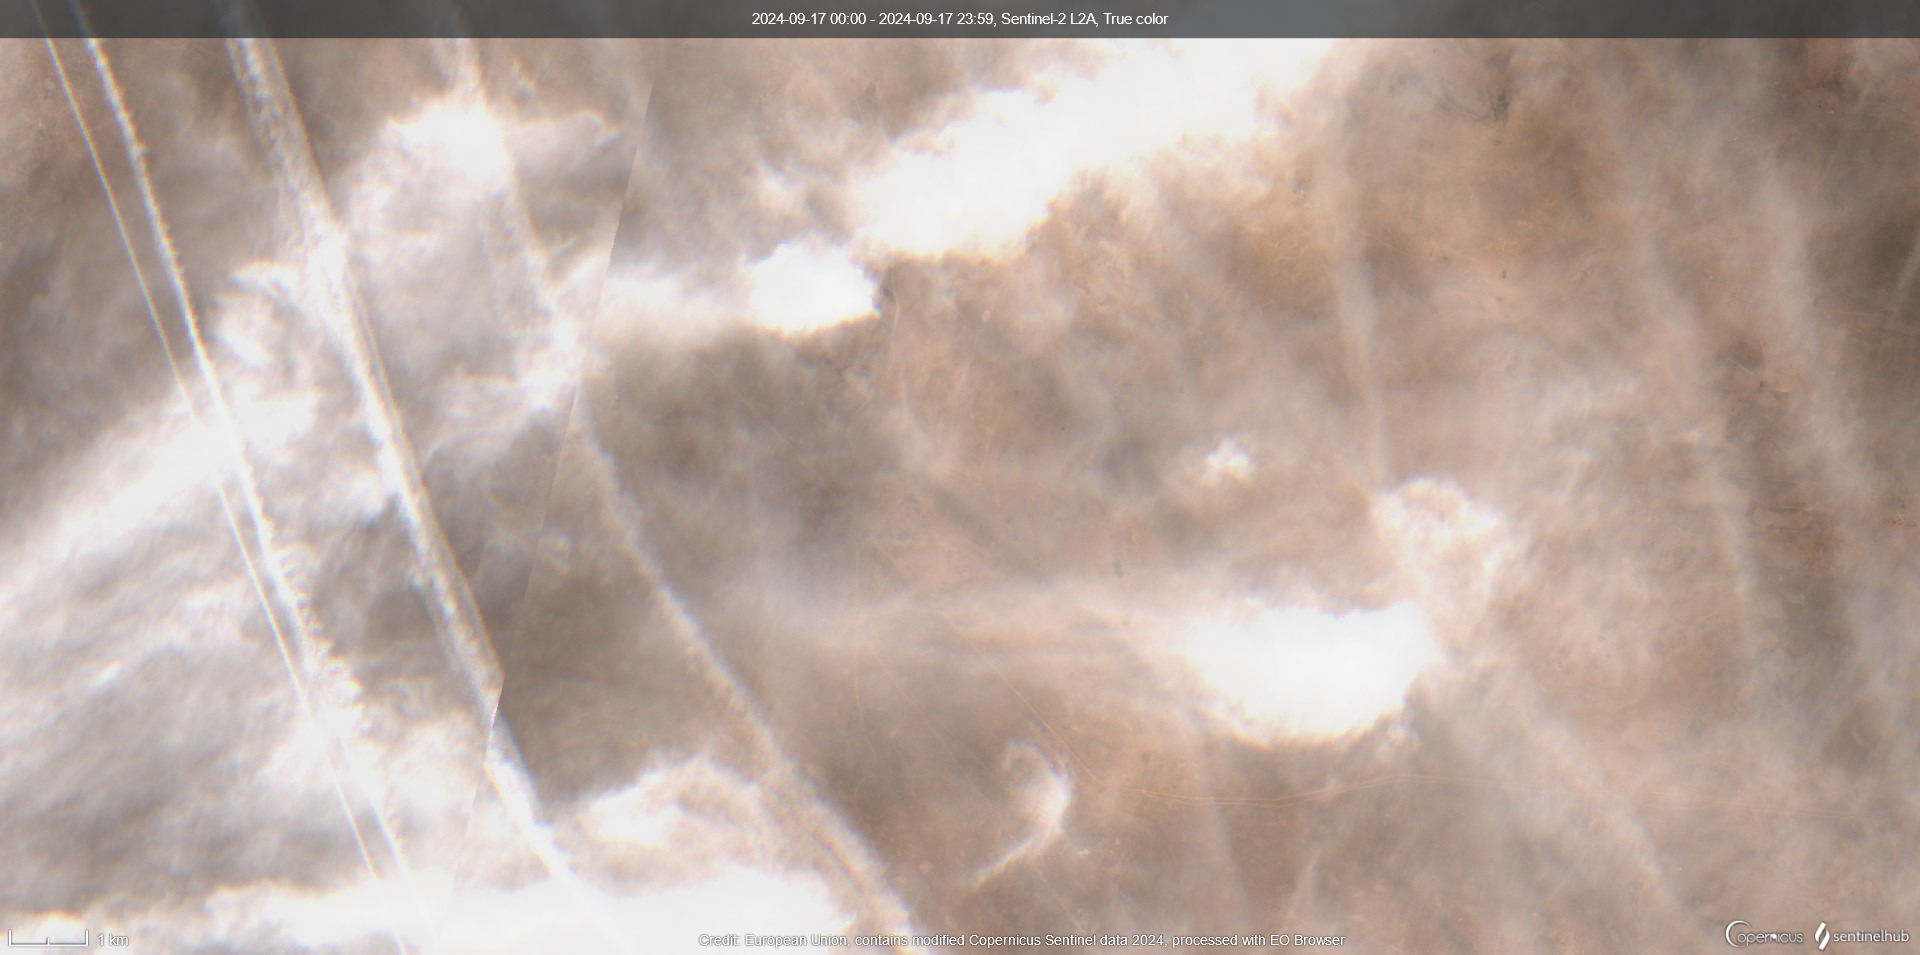 2024-09-17 00:00 - 2024-09-17 23:59, Sentinel-2 L2A, True color
1 km
Credit: European Union, contains modified Copernicus Sentinel data 2024, processed with EO Browser
opernicus
sentinelhub